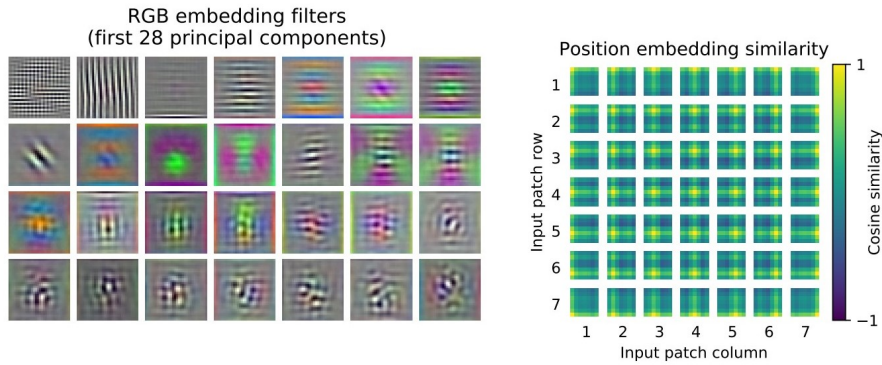 RGB embedding filters
(first 28 principal components)
Position embedding similarity
1
2
3
4
5
6
7
Input patch row
1 2 3 4 5 6 7
Input patch column
1
−1
Cosine similarity